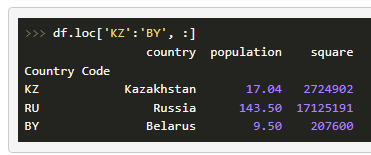 >>> df.loc['KZ':'BY', :]
country population square
Country Code
KZ Kazakhstan 17.04 2724902
RU Russia 143.50 17125191
BY Belarus 9.50 207600